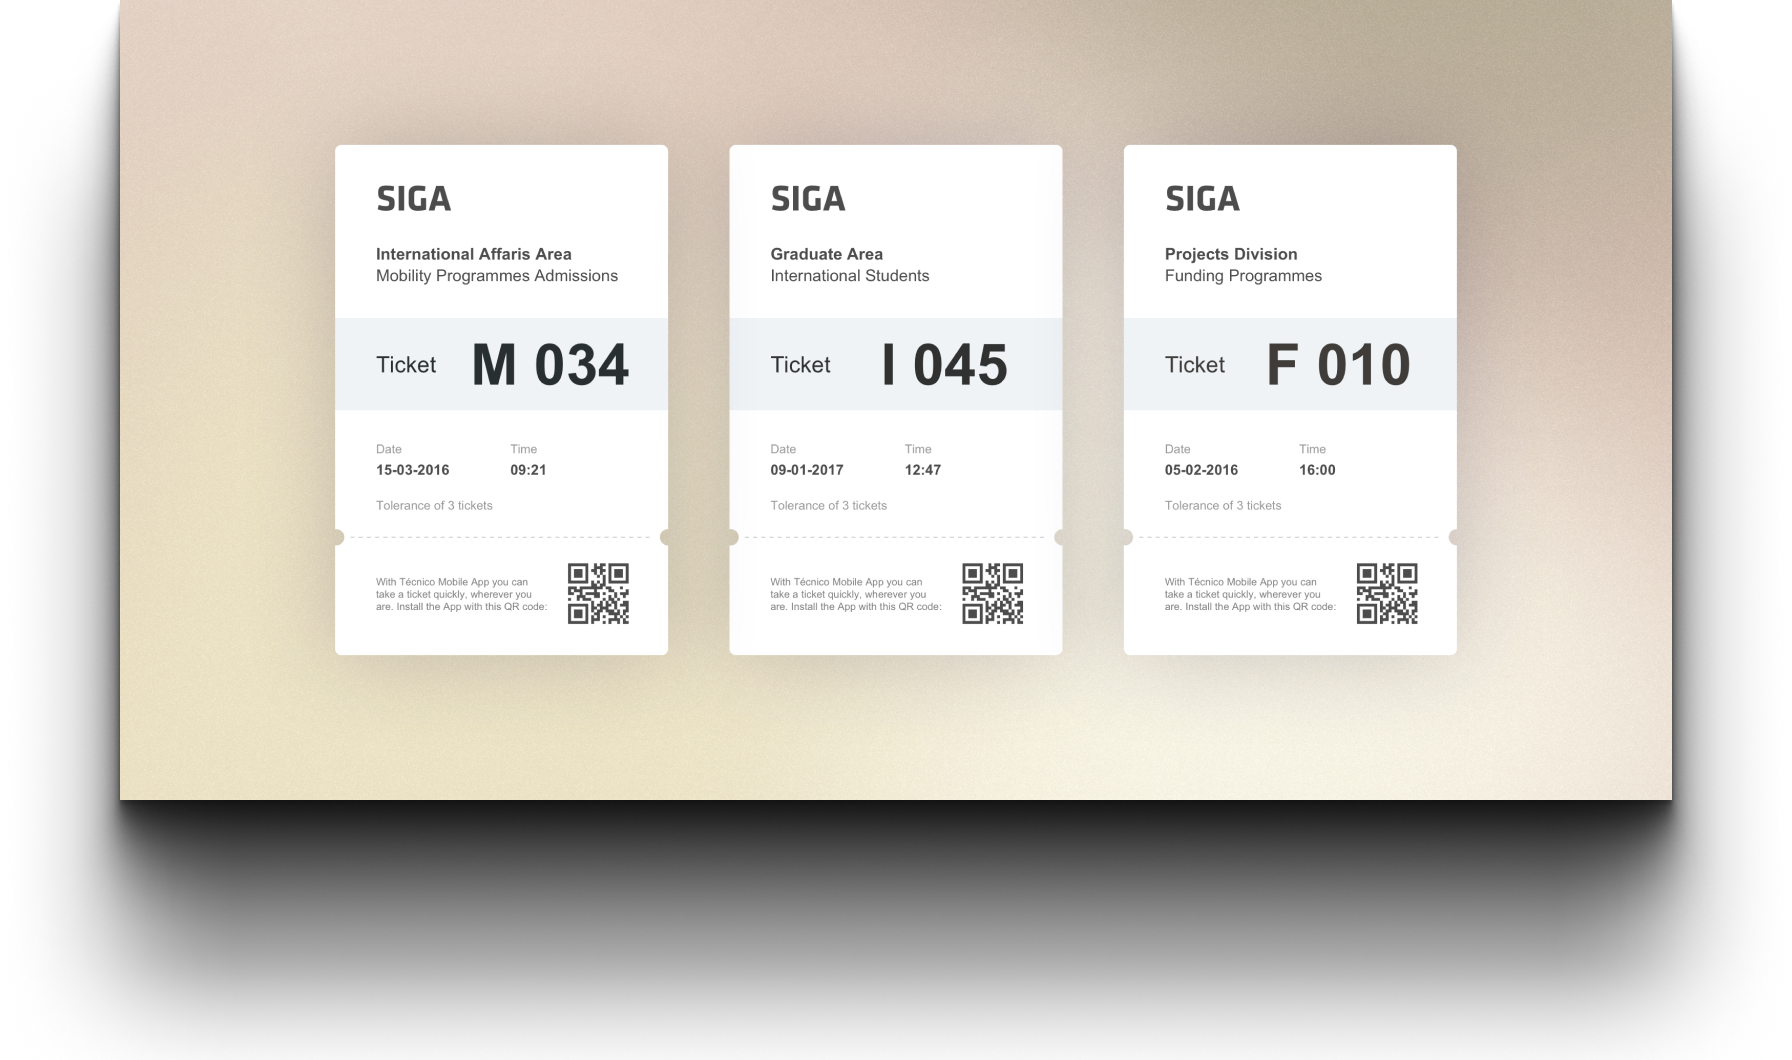 SIGA
International Affaris Area
Mobility Programmes Admissions
Ticket M 034
Date Time
15-03-2016 09:21
Tolerance of 3 tickets
With Técnico Mobile App you can
take a ticket quickly, wherever you
are. Install the App with this QR code:
SIGA
Graduate Area
International Students
Ticket I 045
Date Time
09-01-2017 12:47
Tolerance of 3 tickets
With Técnico Mobile App you can
take a ticket quickly, wherever you
are. Install the App with this QR code:
SIGA
Projects Division
Funding Programmes
Ticket F 010
Date Time
05-02-2016 16:00
Tolerance of 3 tickets
With Técnico Mobile App you can
take a ticket quickly, wherever you
are. Install the App with this QR code: